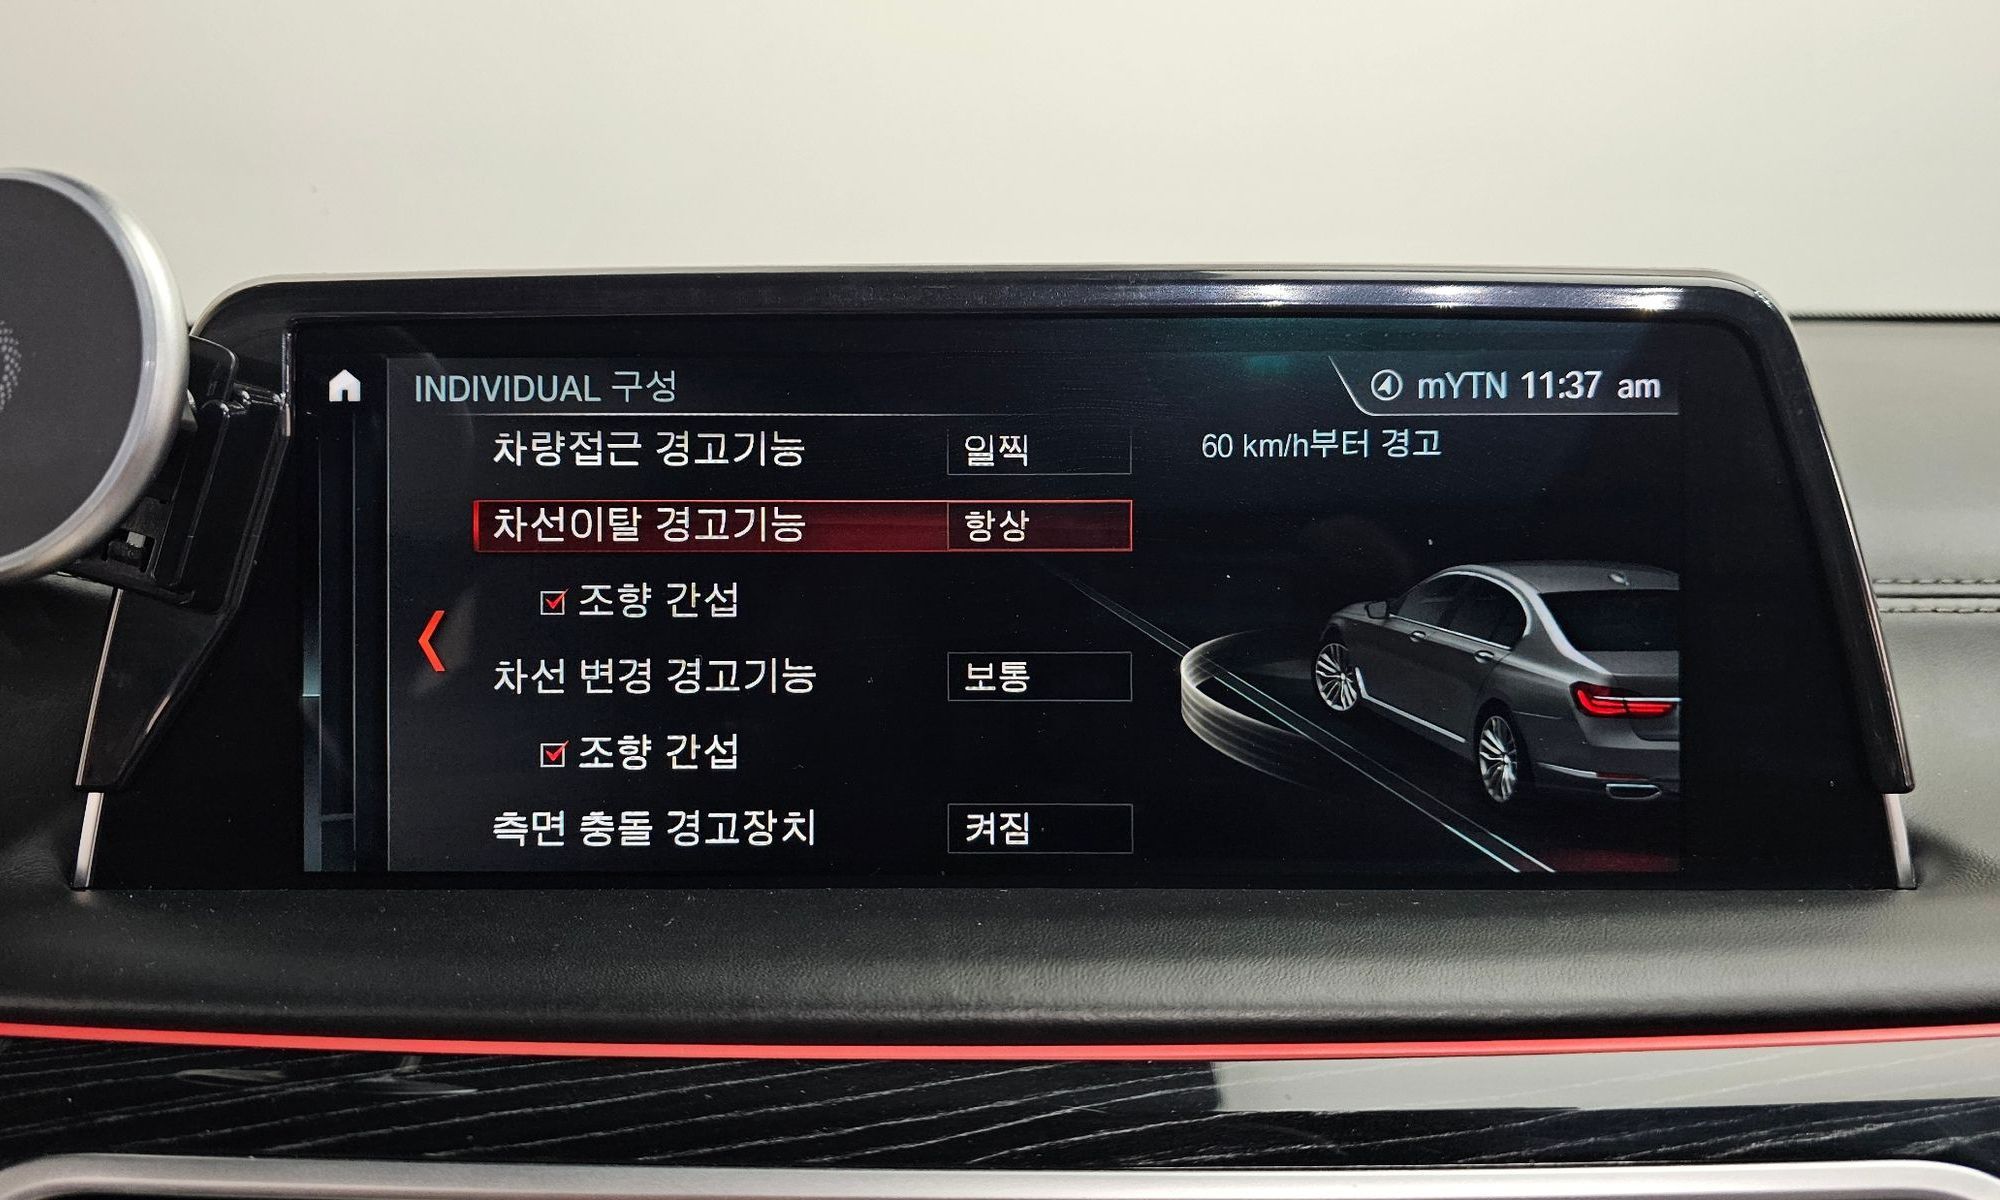 INDIVIDUAL 구성
mYTN 11:37 am
차량접근 경고기능 일찍
60 km/h부터 경고
차선이탈 경고기능 항상
조향 간섭
차선 변경 경고기능 보통
조향 간섭
측면 충돌 경고장치 켜짐